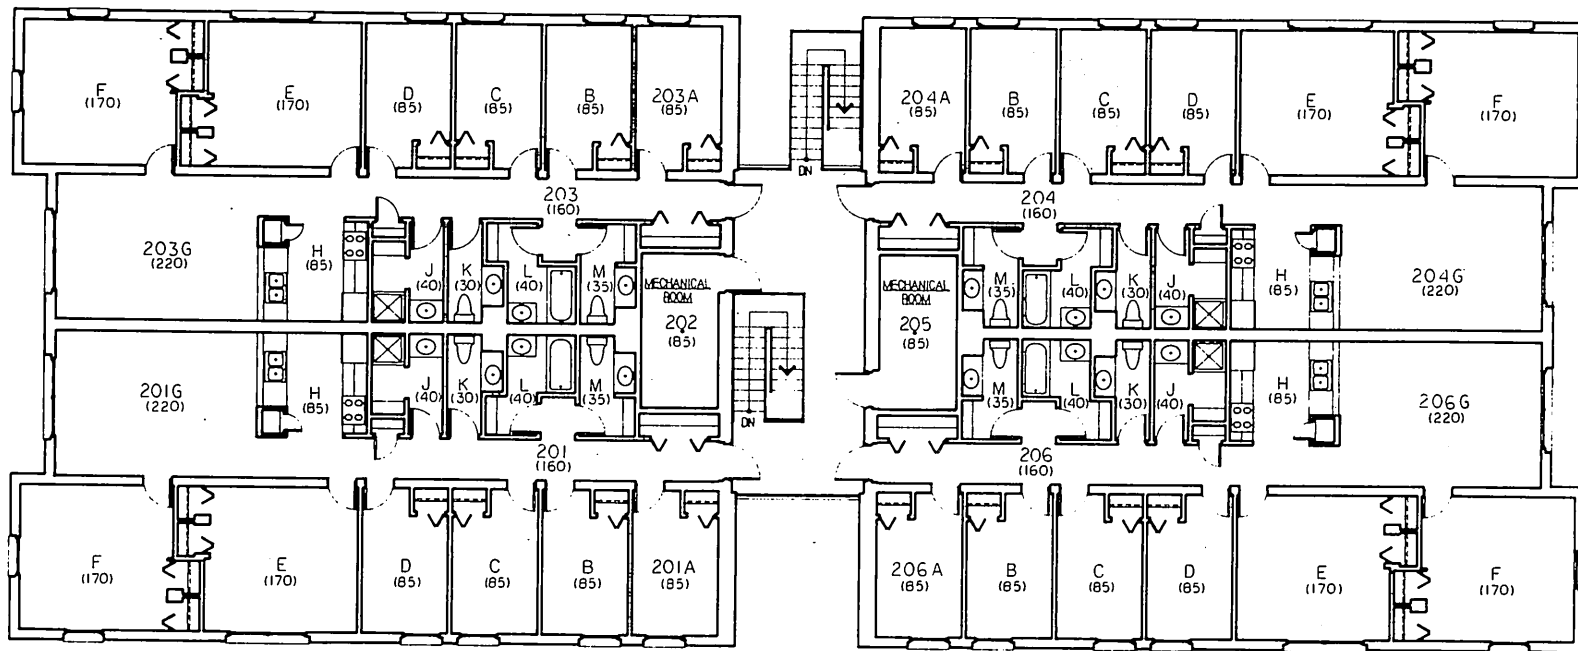 F
(170)
E
(170)
D
(85)
C
(85)
B
(85)
203A
(85)
204A
(85)
B
(85)
C
(85)
D
(85)
E
(170)
F
(170)
DN
203
(160)
204
(160)
203G
(220)
H
(85)
J
(40)
K
(30)
L
(40)
M
(35)
MECHANICAL
ROOM
202
(85)
MECHANICAL
ROOM
205
(85)
M
(35)
L
(40)
K
(30)
J
(40)
H
(85)
204G
(220)
201G
(220)
H
(85)
J
(40)
K
(30)
L
(40)
M
(35)
DN
M
(35)
L
(40)
K
(30)
J
(40)
H
(85)
206G
(220)
201
(160)
206
(160)
F
(170)
E
(170)
D
(85)
C
(85)
B
(85)
201A
(85)
206A
(85)
B
(85)
C
(85)
D
(85)
E
(170)
F
(170)